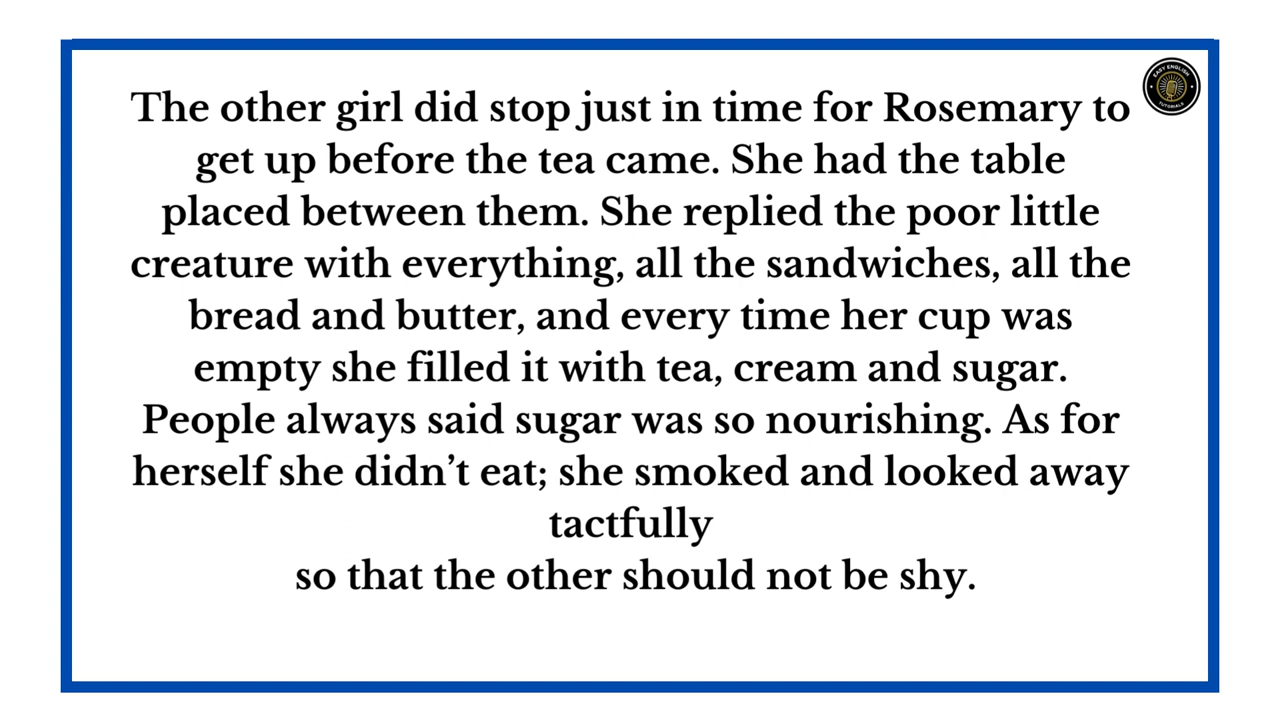 The other girl did stop just in time for Rosemary to
get up before the tea came. She had the table
placed between them. She replied the poor little
creature with everything, all the sandwiches, all the
bread and butter, and every time her cup was
empty she filled it with tea, cream and sugar.
People always said sugar was so nourishing. As for
herself she didn’t eat; she smoked and looked away
tactfully
so that the other should not be shy.
EASY ENGLISH
TUTORIALS